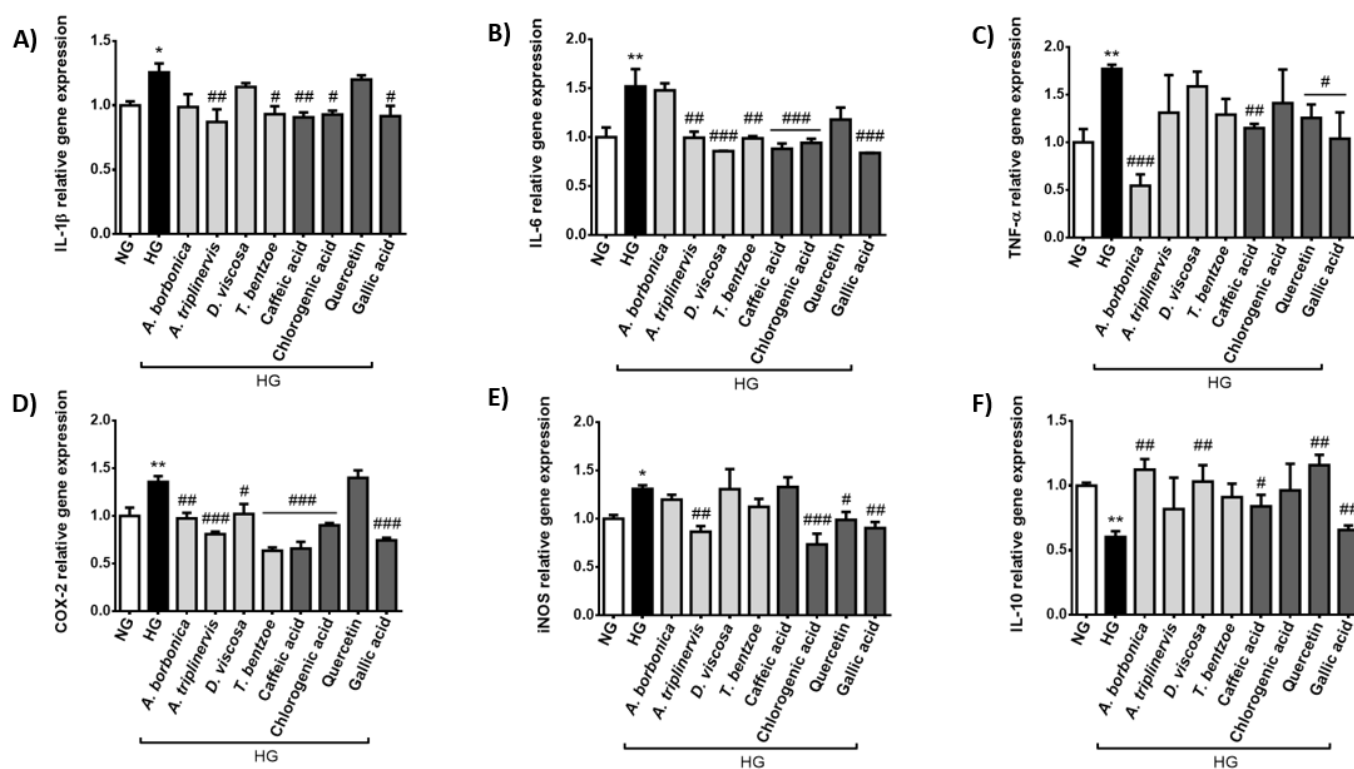 A)
IL-1β relative gene expression
1.5
1.0
0.5
0.0
*
##
#
##
#
#
NG
HG
A. borbonica
A. triplinervis
D. viscosa
T. bentzoe
Caffeic acid
Chlorogenic acid
Quercetin
Gallic acid
HG
B)
IL-6 relative gene expression
2.0
1.5
1.0
0.5
0.0
**
##
###
##
###
###
NG
HG
A. borbonica
A. triplinervis
D. viscosa
T. bentzoe
Caffeic acid
Chlorogenic acid
Quercetin
Gallic acid
HG
C)
TNF-α relative gene expression
2.0
1.5
1.0
0.5
0.0
**
###
##
#
NG
HG
A. borbonica
A. triplinervis
D. viscosa
T. bentzoe
Caffeic acid
Chlorogenic acid
Quercetin
Gallic acid
HG
D)
COX-2 relative gene expression
2.0
1.5
1.0
0.5
0.0
**
##
###
#
###
###
NG
HG
A. borbonica
A. triplinervis
D. viscosa
T. bentzoe
Caffeic acid
Chlorogenic acid
Quercetin
Gallic acid
HG
E)
iNOS relative gene expression
2.0
1.5
1.0
0.5
0.0
*
##
###
#
##
NG
HG
A. borbonica
A. triplinervis
D. viscosa
T. bentzoe
Caffeic acid
Chlorogenic acid
Quercetin
Gallic acid
HG
F)
IL-10 relative gene expression
1.5
1.0
0.5
0.0
**
##
##
#
##
##
NG
HG
A. borbonica
A. triplinervis
D. viscosa
T. bentzoe
Caffeic acid
Chlorogenic acid
Quercetin
Gallic acid
HG